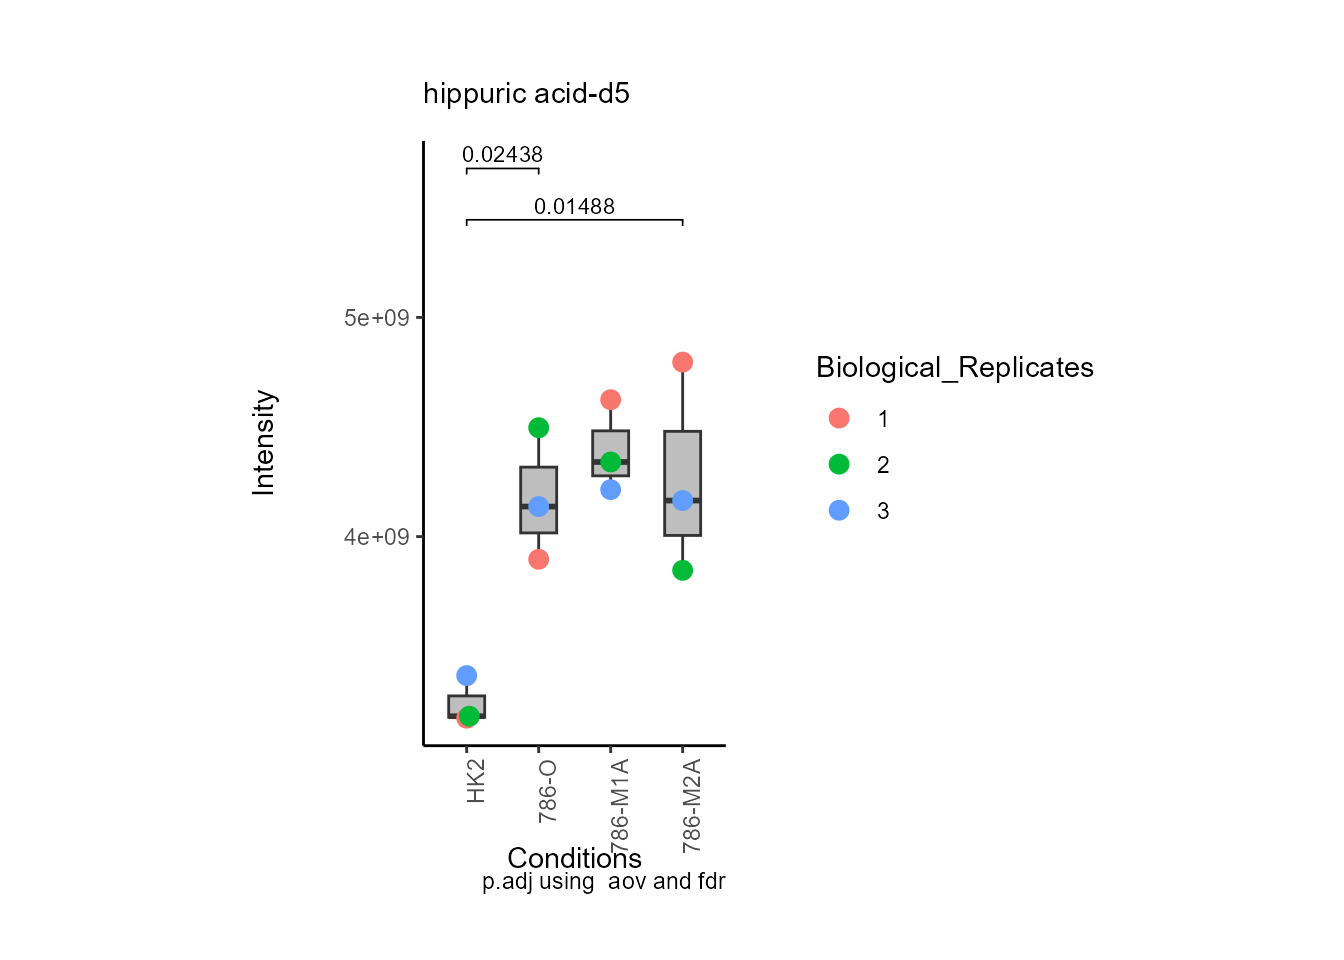 hippuric acid-d5
0.02438
0.01488
5e+09
4e+09
Intensity
HK2
786-O
786-M1A
786-M2A
Conditions
p.adj using  aov and fdr
Biological_Replicates
1
2
3